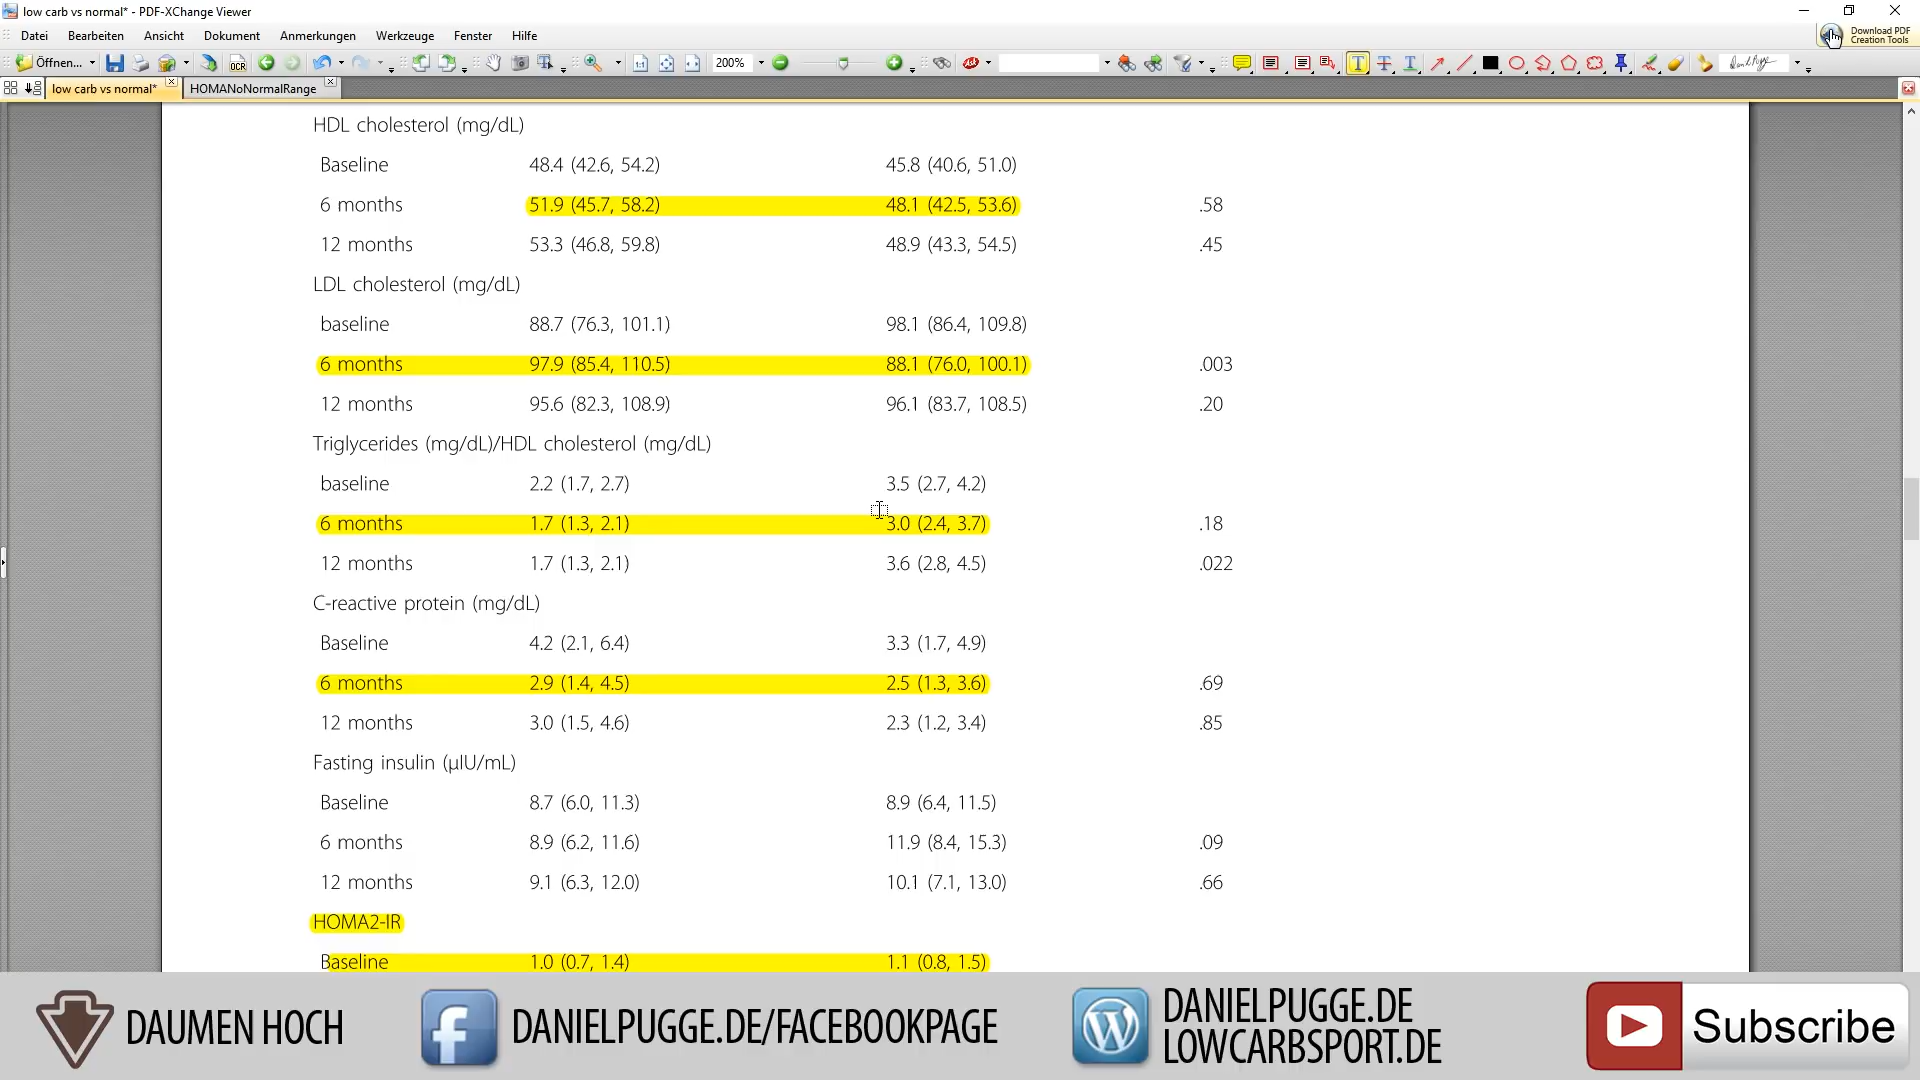 low carb vs normal* - PDF-XChange Viewer
Datei Bearbeiten Ansicht Dokument Anmerkungen Kommentare Werkzeuge Fenster Hilfe
Download PDF
Creation Tools
Öffnen... OCR 200%
low carb vs normal* HOMANoNormalRange
HDL cholesterol (mg/dL)
Baseline 48.4 (42.6, 54.2) 45.8 (40.6, 51.0)
6 months 51.9 (45.7, 58.2) 48.1 (42.5, 53.6) .58
12 months 53.3 (46.8, 59.8) 48.9 (43.3, 54.5) .45
LDL cholesterol (mg/dL)
baseline 88.7 (76.3, 101.1) 98.1 (86.4, 109.8)
6 months 97.9 (85.4, 110.5) 88.1 (76.0, 100.1) .003
12 months 95.6 (82.3, 108.9) 96.1 (83.7, 108.5) .20
Triglycerides (mg/dL)/HDL cholesterol (mg/dL)
baseline 2.2 (1.7, 2.7) 3.5 (2.7, 4.2)
6 months 1.7 (1.3, 2.1) 3.0 (2.4, 3.7) .18
12 months 1.7 (1.3, 2.1) 3.6 (2.8, 4.5) .022
C-reactive protein (mg/dL)
Baseline 4.2 (2.1, 6.4) 3.3 (1.7, 4.9)
6 months 2.9 (1.4, 4.5) 2.5 (1.3, 3.6) .69
12 months 3.0 (1.5, 4.6) 2.3 (1.2, 3.4) .85
Fasting insulin (µIU/mL)
Baseline 8.7 (6.0, 11.3) 8.9 (6.4, 11.5)
6 months 8.9 (6.2, 11.6) 11.9 (8.4, 15.3) .09
12 months 9.1 (6.3, 12.0) 10.1 (7.1, 13.0) .66
HOMA2-IR
Baseline 1.0 (0.7, 1.4) 1.1 (0.8, 1.5)
DAUMEN HOCH
DANIELPUGGE.DE/FACEBOOKPAGE
DANIELPUGGE.DE
LOWCARBSPORT.DE
Subscribe